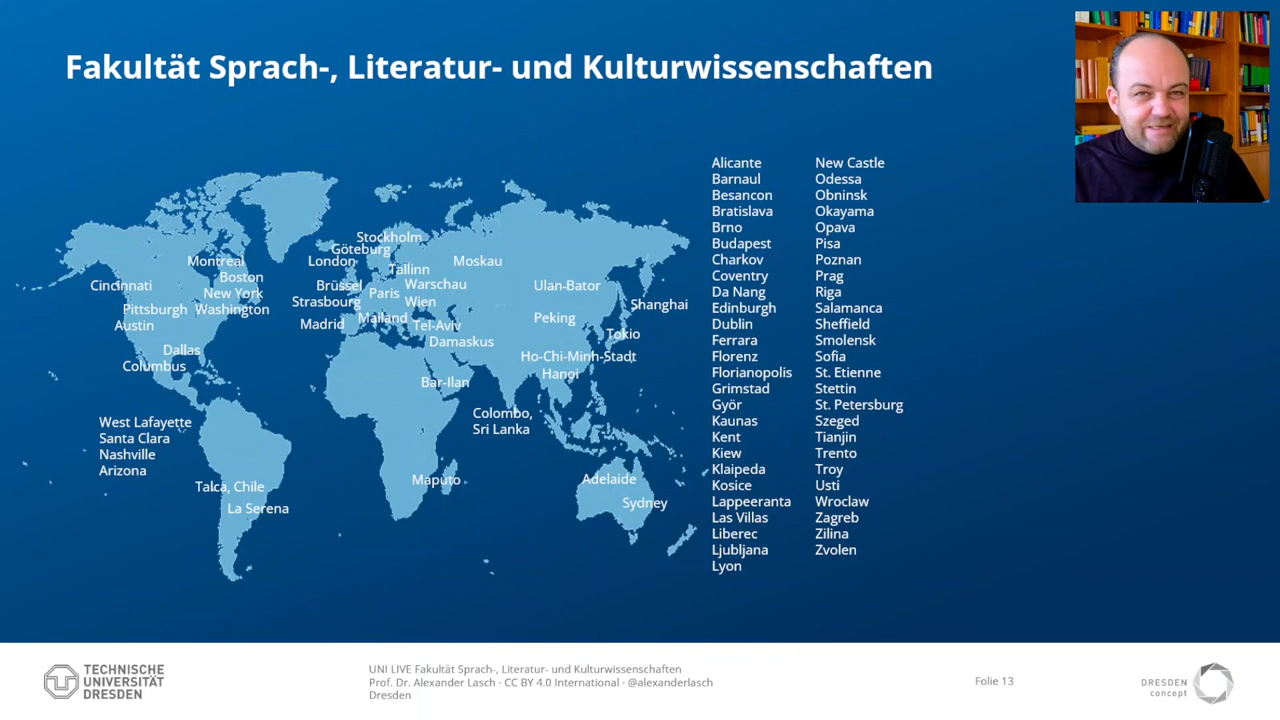 Fakultät Sprach-, Literatur- und Kulturwissenschaften
Stockholm
Göteburg
Montreal
London
Moskau
Tallinn
Boston
Cincinnati
Brüssel
Warschau
Ulan-Bator
New York
Paris
Strasbourg
Wien
Shanghai
Pittsburgh
Washington
Mailand
Peking
Austin
Madrid
Tel-Aviv
Tokio
Damaskus
Dallas
Ho-Chi-Minh-Stadt
Columbus
Hanoi
Bar-Ilan
Colombo,
Sri Lanka
West Lafayette
Santa Clara
Nashville
Arizona
Talca, Chile
La Serena
Maputo
Adelaide
Sydney
Alicante
Barnaul
Besancon
Bratislava
Brno
Budapest
Charkov
Coventry
Da Nang
Edinburgh
Dublin
Ferrara
Florenz
Florianopolis
Grimstad
Györ
Kaunas
Kent
Kiew
Klaipeda
Kosice
Lappeeranta
Las Villas
Liberec
Ljubljana
Lyon
New Castle
Odessa
Obninsk
Okayama
Opava
Pisa
Poznan
Prag
Riga
Salamanca
Sheffield
Smolensk
Sofia
St. Etienne
Stettin
St. Petersburg
Szeged
Tianjin
Trento
Troy
Usti
Wroclaw
Zagreb
Zilina
Zvolen
TECHNISCHE
UNIVERSITÄT
DRESDEN
UNI LIVE Fakultät Sprach-, Literatur- und Kulturwissenschaften
Prof. Dr. Alexander Lasch · CC BY 4.0 International · @alexanderlasch
Dresden
Folie 13
DRESDEN
concept